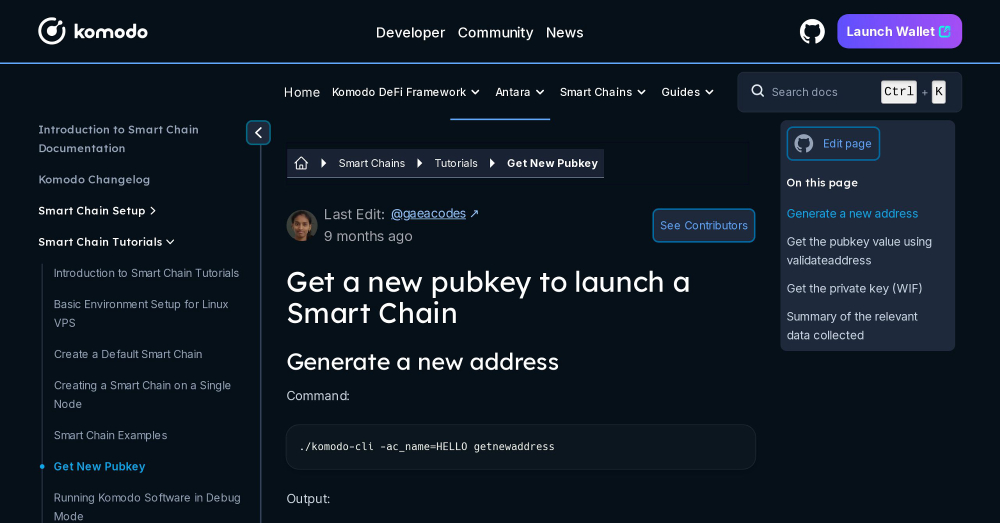 komodo
Developer Community News
Launch Wallet
Home Komodo DeFi Framework Antara Smart Chains Guides
Search docs Ctrl + K
Introduction to Smart Chain
Documentation
Komodo Changelog
Smart Chain Setup
Smart Chain Tutorials
Introduction to Smart Chain Tutorials
Basic Environment Setup for Linux
VPS
Create a Default Smart Chain
Creating a Smart Chain on a Single
Node
Smart Chain Examples
Get New Pubkey
Running Komodo Software in Debug
Mode
Smart Chains Tutorials Get New Pubkey
Last Edit: @gaeacodes ↗
9 months ago
See Contributors
Get a new pubkey to launch a
Smart Chain
Generate a new address
Command:
./komodo-cli -ac_name=HELLO getnewaddress
Output:
Edit page
On this page
Generate a new address
Get the pubkey value using
validateaddress
Get the private key (WIF)
Summary of the relevant
data collected